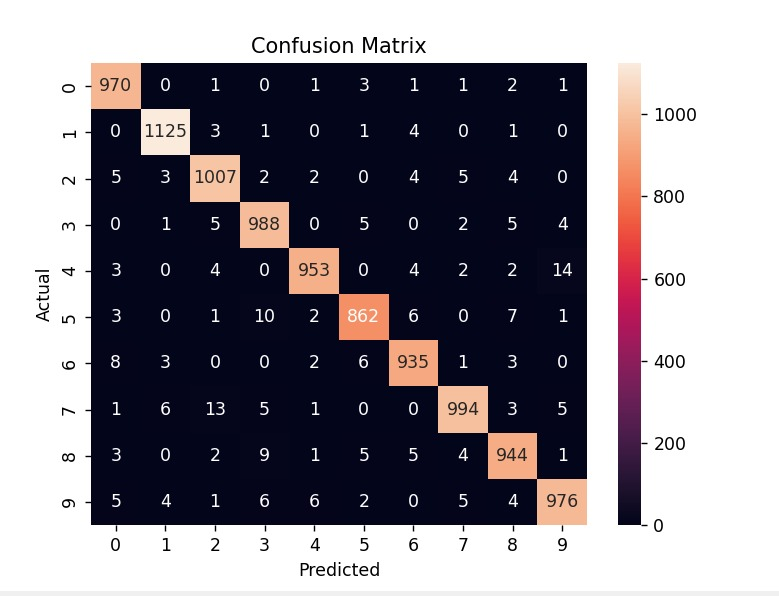 Confusion Matrix
0 970 0 1 0 1 3 1 1 2 1
1 0 1125 3 1 0 1 4 0 1 0
2 5 3 1007 2 2 0 4 5 4 0
3 0 1 5 988 0 5 0 2 5 4
4 3 0 4 0 953 0 4 2 2 14
5 3 0 1 10 2 862 6 0 7 1
6 8 3 0 0 2 6 935 1 3 0
7 1 6 13 5 1 0 0 994 3 5
8 3 0 2 9 1 5 5 4 944 1
9 5 4 1 6 6 2 0 5 4 976
0 1 2 3 4 5 6 7 8 9
Predicted
Actual
1000
800
600
400
200
0